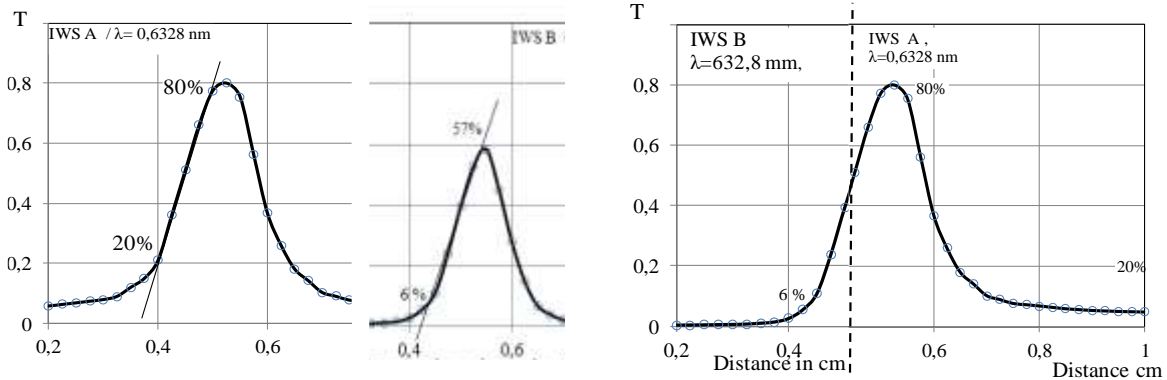 T
IWS A / λ= 0,6328 nm
80%
20%
0,8
0,6
0,4
0,2
0
0,2
0,4
0,6
IWS B
57%
6%
0,4
0,6
T
IWS B
λ=632,8 mm,
IWS A ,
λ=0,6328 nm
80%
20%
6 %
0,8
0,6
0,4
0,2
0
0,2
0,4
0,6
1
Distance in cm
Distance cm